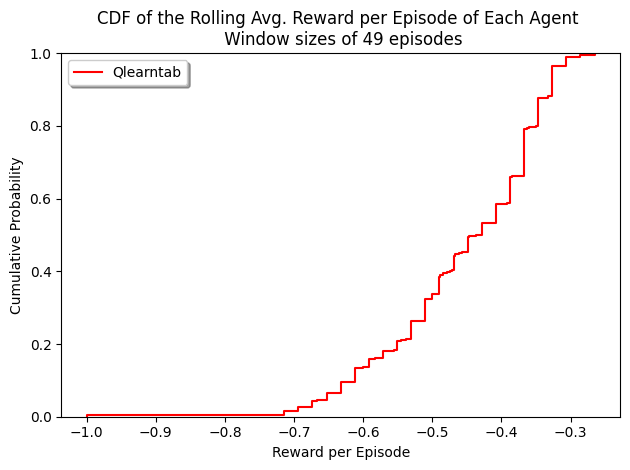 CDF of the Rolling Avg. Reward per Episode of Each Agent
Window sizes of 49 episodes
Qlearntab
Cumulative Probability
1.0
0.8
0.6
0.4
0.2
0.0
−1.0 −0.9 −0.8 −0.7 −0.6 −0.5 −0.4 −0.3
Reward per Episode